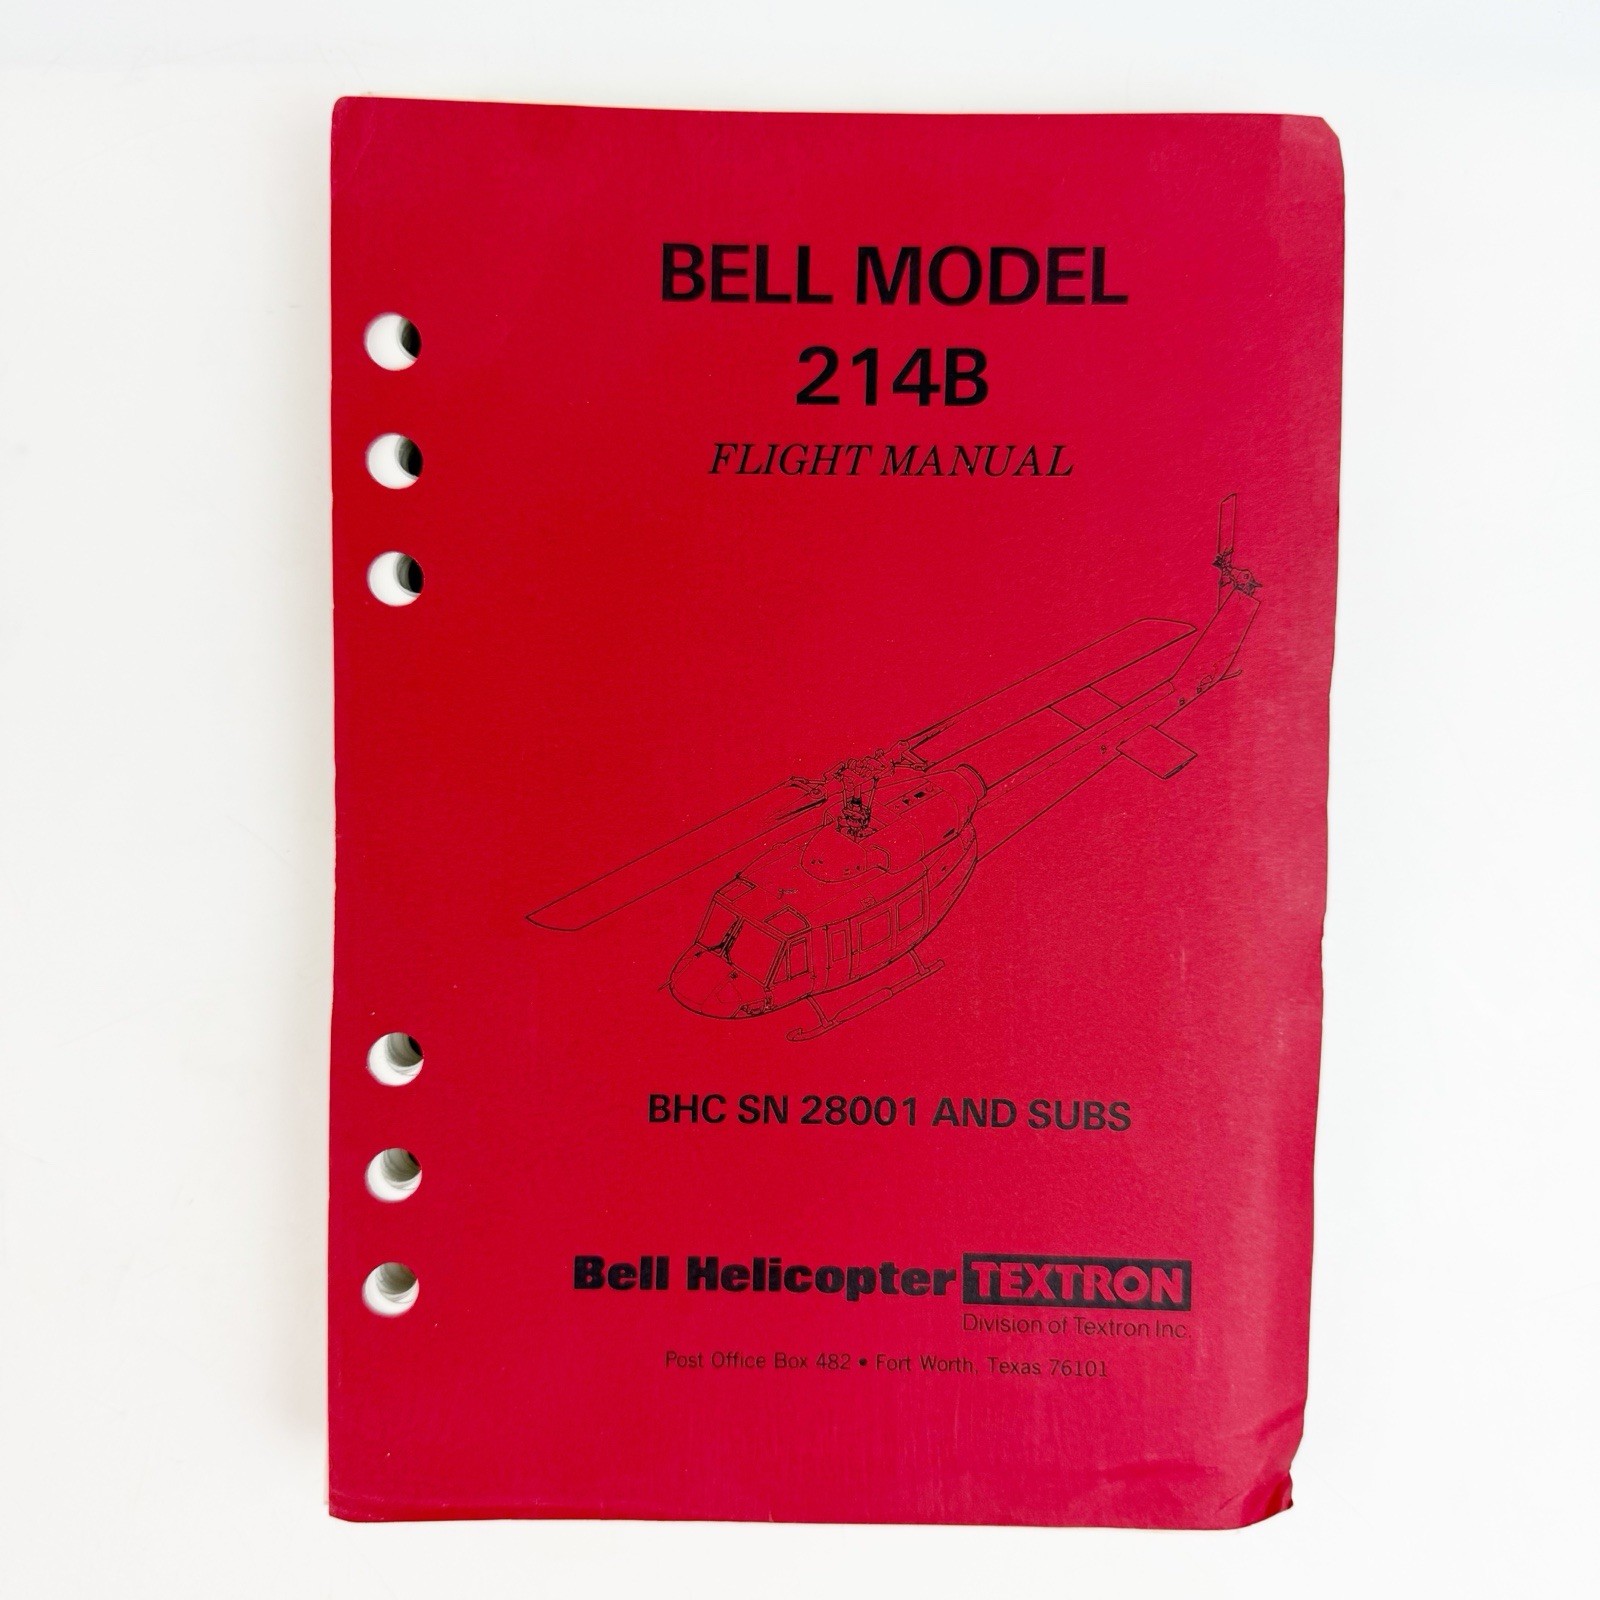 BELL MODEL
214B
FLIGHT MANUAL
BHC SN 28001 AND SUBS
Bell Helicopter TEXTRON
Division of Textron Inc.
Post Office Box 482 • Fort Worth, Texas 76101